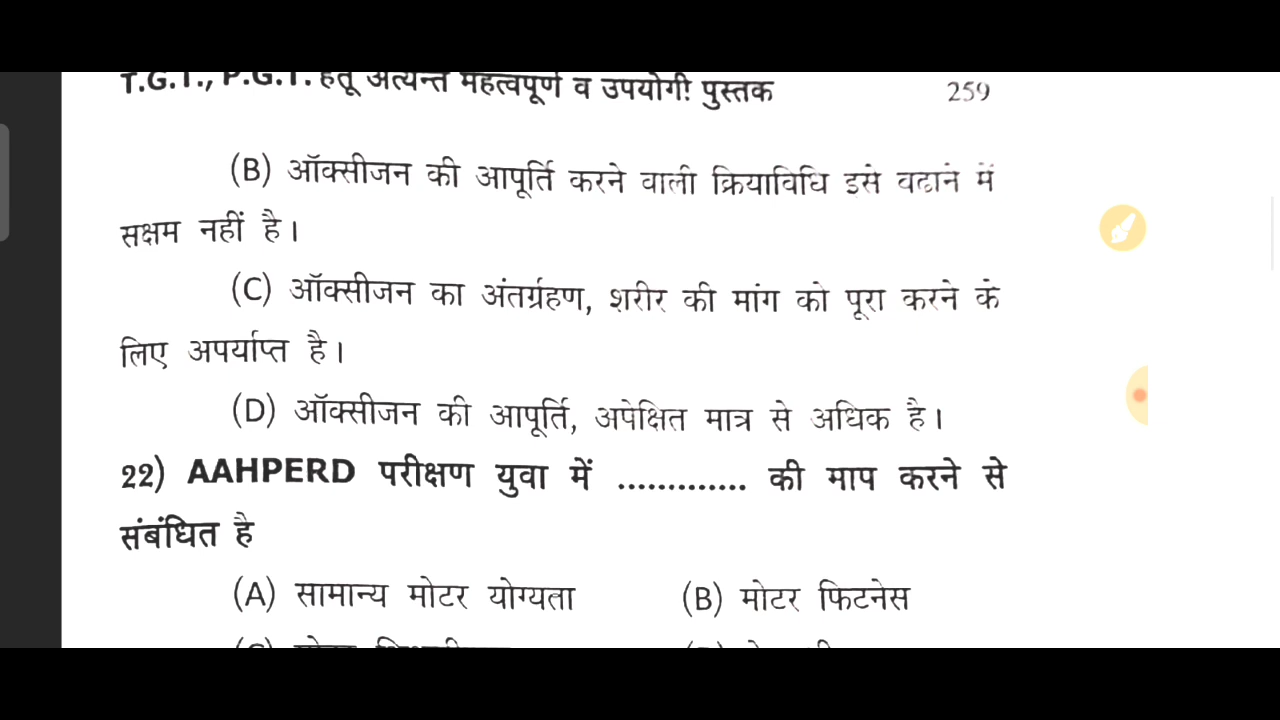 T.G.T., P.G.T. हेतू अत्यन्त महत्वपूर्ण व उपयोगी पुस्तक 259
(B) ऑक्सीजन की आपूर्ति करने वाली क्रियाविधि इसे बढाने में
सक्षम नहीं है।
(C) ऑक्सीजन का अंतर्ग्रहण, शरीर की मांग को पूरा करने के
लिए अपर्याप्त है।
(D) ऑक्सीजन की आपूर्ति, अपेक्षित मात्र से अधिक है।
22) AAHPERD परीक्षण युवा में ............. की माप करने से
संबंधित है
(A) सामान्य मोटर योग्यता (B) मोटर फिटनेस